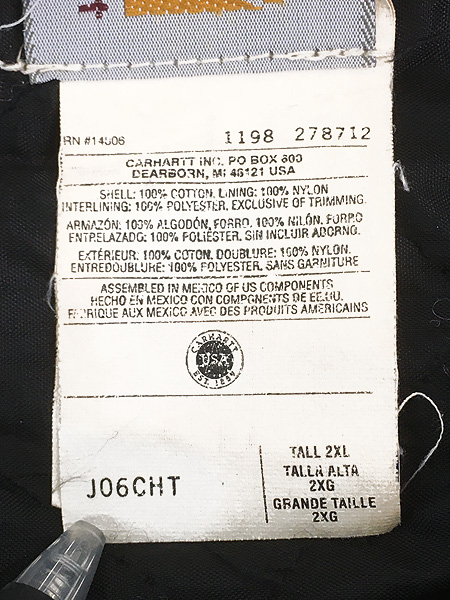 RN #14806
1198 278712
CARHARTT INC. PO BOX 600
DEARBORN, MI 48121 USA
SHELL: 100% COTTON, LINING: 100% NYLON
INTERLINING: 100% POLYESTER, EXCLUSIVE OF TRIMMING.
ARMAZÓN: 100% ALGODÓN, FORRO, 100% NILÓN. FORRO
ENTRELAZADO: 100% POLIÉSTER, SIN INCLUIR ADORNO.
EXTÉRIEUR: 100% COTON, DOUBLURE: 100% NYLON,
ENTREDOUBLURE: 100% POLYESTER, SANS GARNITURE
ASSEMBLED IN MEXICO OF US COMPONENTS
HECHO EN MEXICO CON COMPONENTS DE EE.UU.
FABRIQUE AUX MEXICO AVEC DES PRODUITS AMERICAINS
CARHARTT
USA
EST. 1889
J06CHT
TALL 2XL
TALLA ALTA
2XG
GRANDE TAILLE
2XG